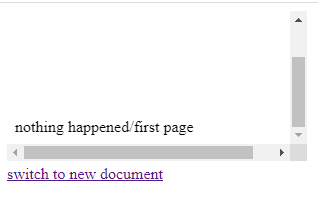 nothing happened/first page
switch to new document